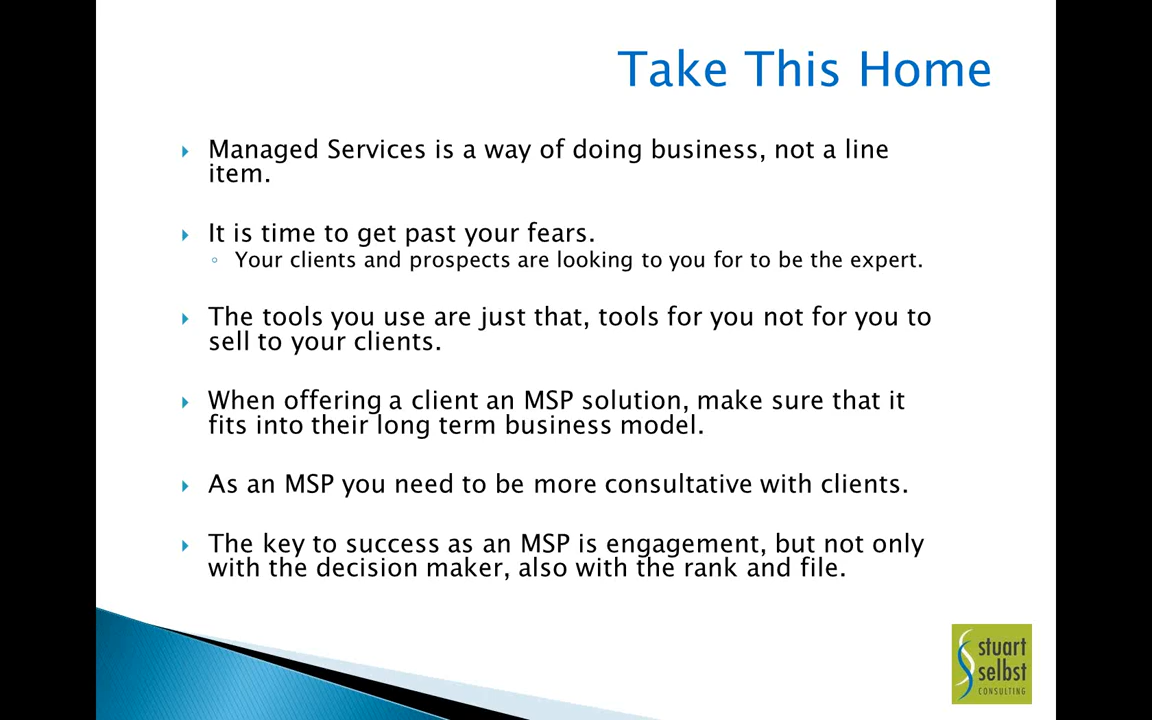 Take This Home
Managed Services is a way of doing business, not a line
item.
It is time to get past your fears.
Your clients and prospects are looking to you for to be the expert.
The tools you use are just that, tools for you not for you to
sell to your clients.
When offering a client an MSP solution, make sure that it
fits into their long term business model.
As an MSP you need to be more consultative with clients.
The key to success as an MSP is engagement, but not only
with the decision maker, also with the rank and file.
stuart
selbst
CONSULTING